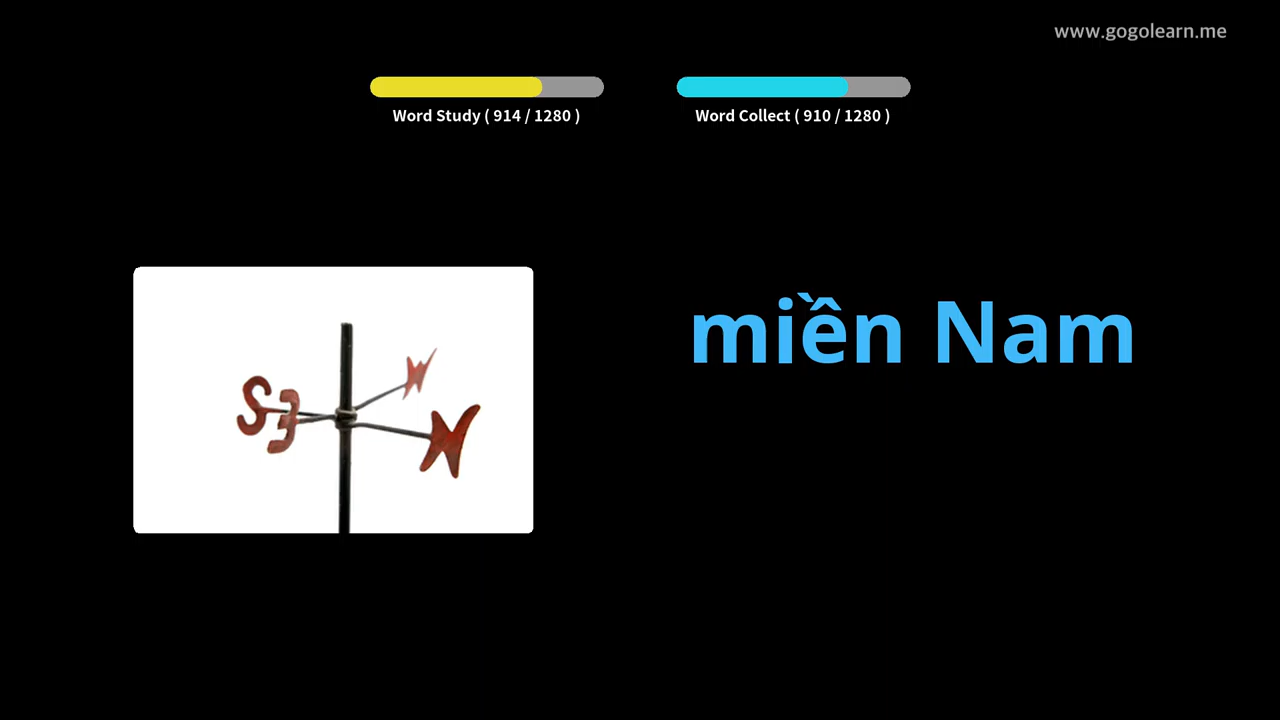 www.gogolearn.me
Word Study ( 914 / 1280 )
Word Collect ( 910 / 1280 )
miền Nam
S
E
N